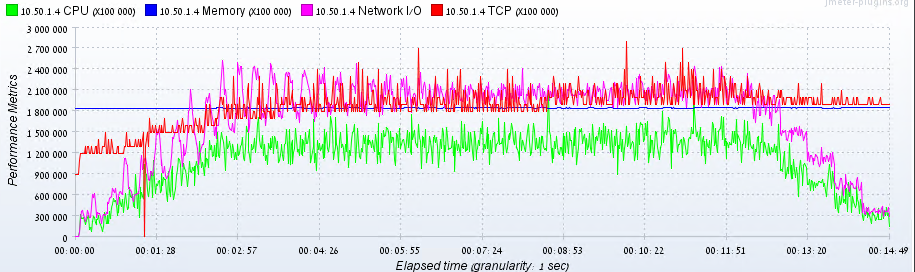 jmeter-plugins.org
10.50.1.4 CPU (X100 000) 10.50.1.4 Memory (X100 000) 10.50.1.4 Network I/O 10.50.1.4 TCP (X100 000)
Performance Metrics
3 000 000
2 700 000
2 400 000
2 100 000
1 800 000
1 500 000
1 200 000
900 000
600 000
300 000
0
00:00:00 00:01:28 00:02:57 00:04:26 00:05:55 00:07:24 00:08:53 00:10:22 00:11:51 00:13:20 00:14:49
Elapsed time (granularity: 1 sec)